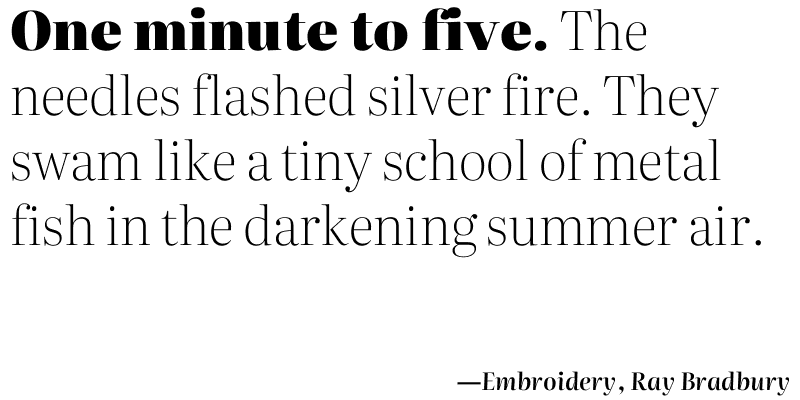 One minute to five. The
needles flashed silver fire. They
swam like a tiny school of metal
fish in the darkening summer air.
—Embroidery, Ray Bradbury